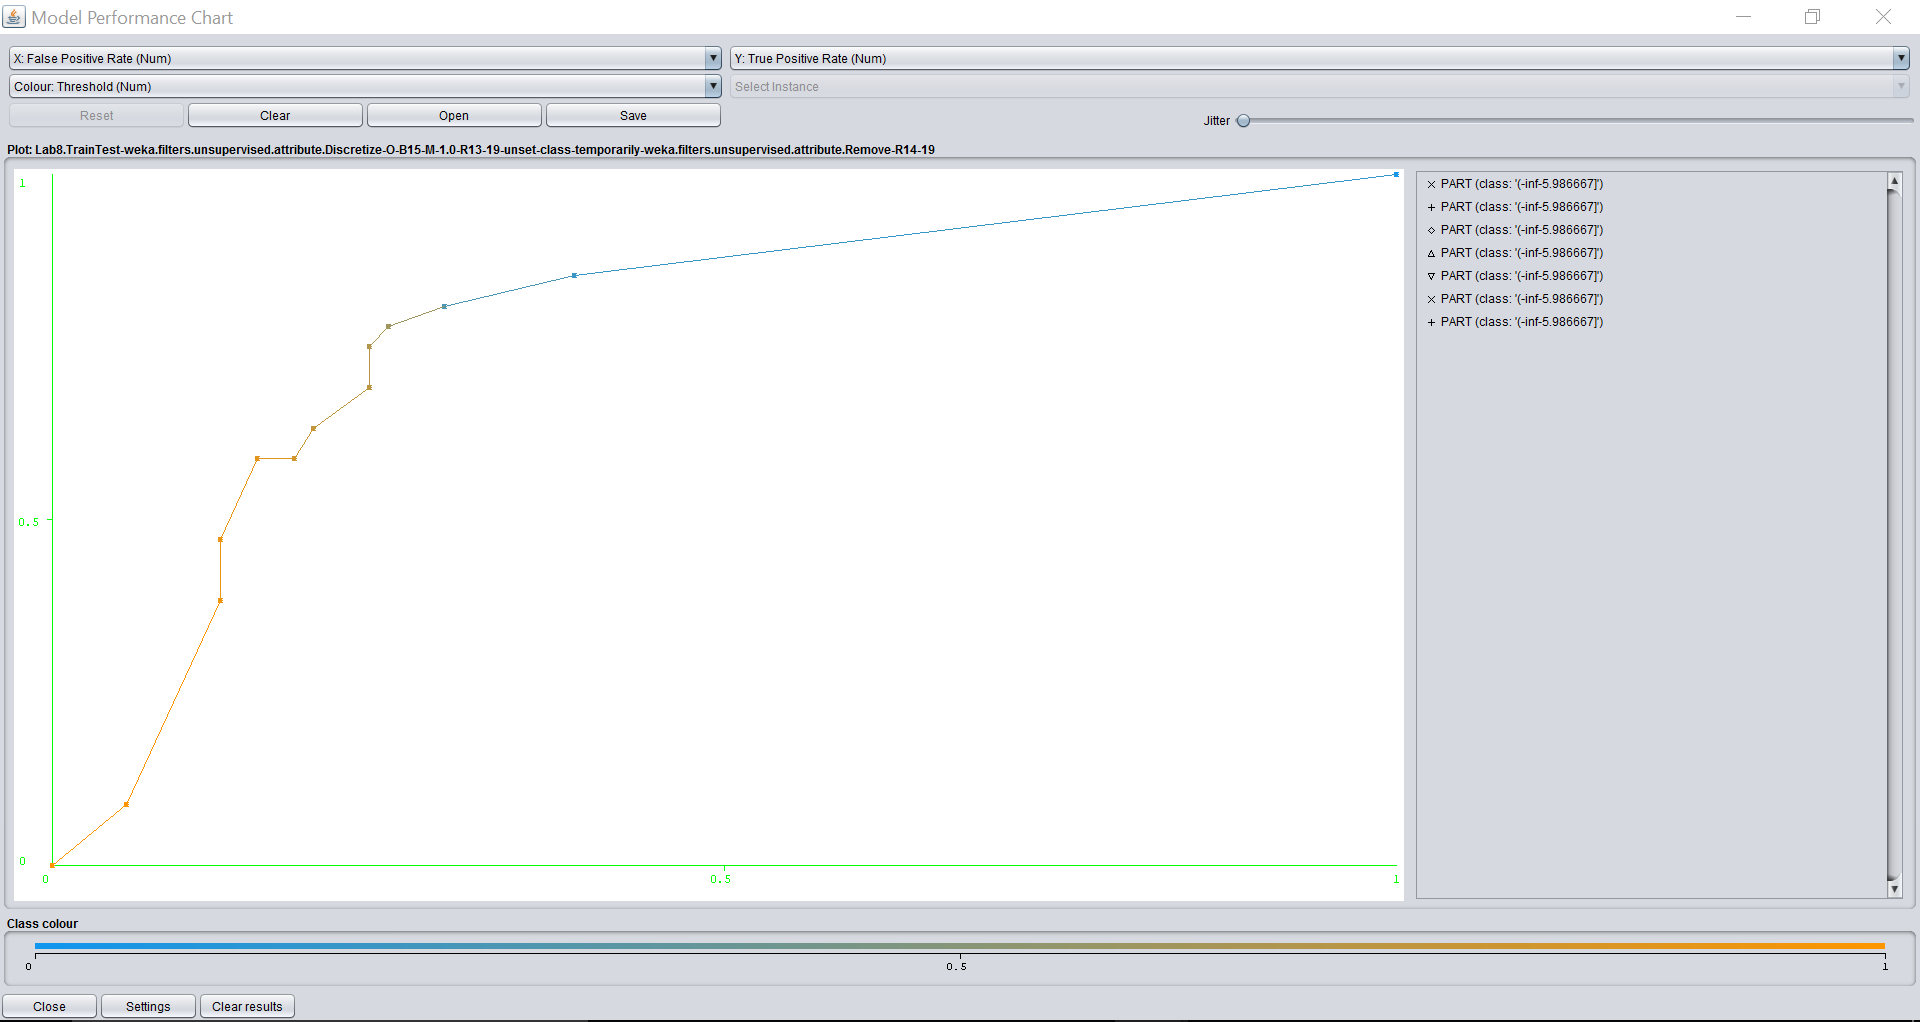 Model Performance Chart
X: False Positive Rate (Num)
Y: True Positive Rate (Num)
Colour: Threshold (Num)
Select Instance
Reset
Clear
Open
Save
Jitter
Plot: Lab8.TrainTest-weka.filters.unsupervised.attribute.Discretize-O-B15-M-1.0-R13-19-unset-class-temporarily-weka.filters.unsupervised.attribute.Remove-R14-19
1
0.5
0
0
0.5
1
PART (class: '(-inf-5.986667]')
PART (class: '(-inf-5.986667]')
PART (class: '(-inf-5.986667]')
PART (class: '(-inf-5.986667]')
PART (class: '(-inf-5.986667]')
PART (class: '(-inf-5.986667]')
PART (class: '(-inf-5.986667]')
Class colour
0
0.5
1
Close
Settings
Clear results